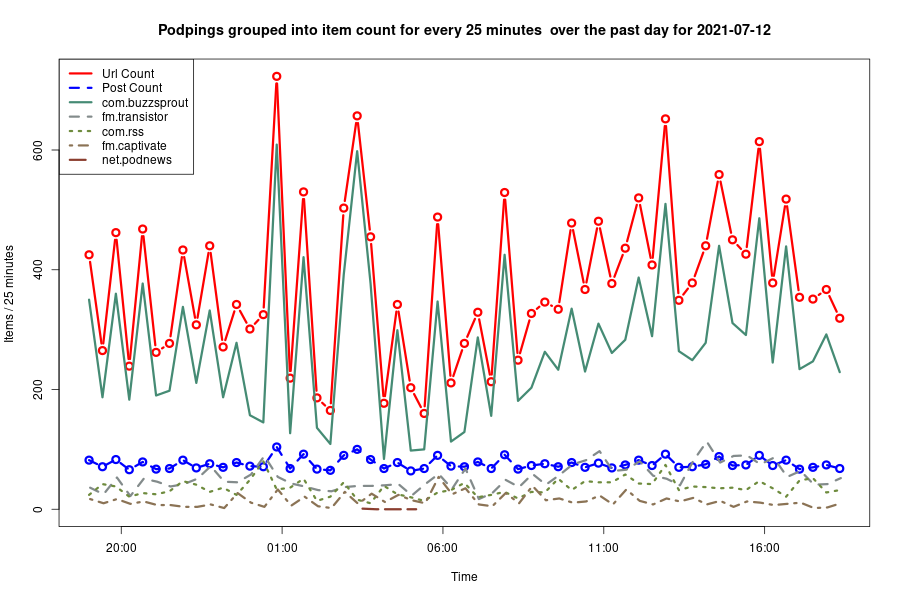 Podpings grouped into item count for every 25 minutes  over the past day for 2021-07-12
Url Count
Post Count
com.buzzsprout
fm.transistor
com.rss
fm.captivate
net.podnews
Items / 25 minutes
600
400
200
0
20:00 01:00 06:00 11:00 16:00
Time